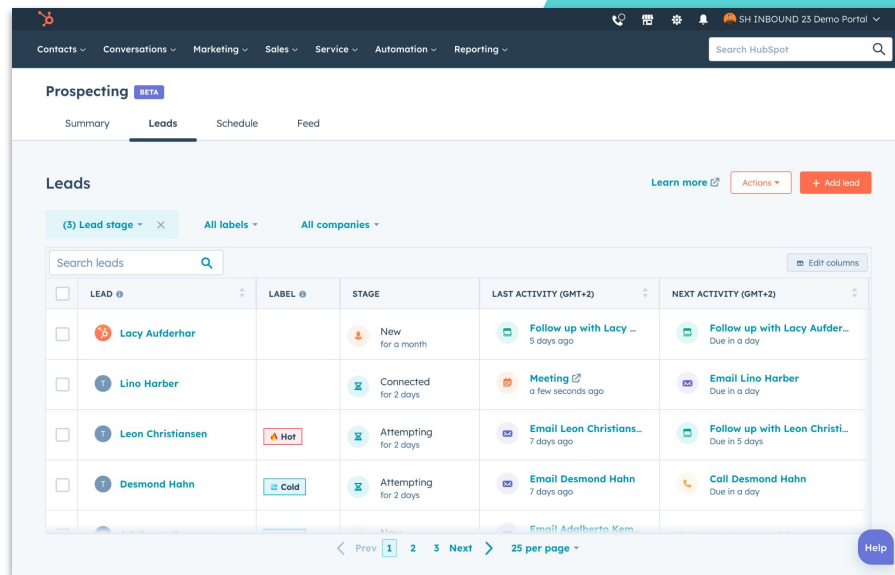 SH INBOUND 23 Demo Portal
Contacts Conversations Marketing Sales Service Automation Reporting Search HubSpot
Prospecting BETA
Summary Leads Schedule Feed
Leads Learn more Actions + Add lead
(3) Lead stage × All labels All companies
Search leads Edit columns
LEAD LABEL STAGE LAST ACTIVITY (GMT+2) NEXT ACTIVITY (GMT+2)
Lacy Aufderhar New Follow up with Lacy ... Follow up with Lacy Aufder...
for a month 5 days ago Due in a day
T Lino Harber Connected Meeting Email Lino Harber
for 2 days a few seconds ago Due in a day
T Leon Christiansen Hot Attempting Email Leon Christians... Follow up with Leon Christi...
for 2 days 7 days ago Due in 5 days
T Desmond Hahn Cold Attempting Email Desmond Hahn Call Desmond Hahn
for 2 days 7 days ago Due in a day
Email Adalberto Kem...
Prev 1 2 3 Next 25 per page Help